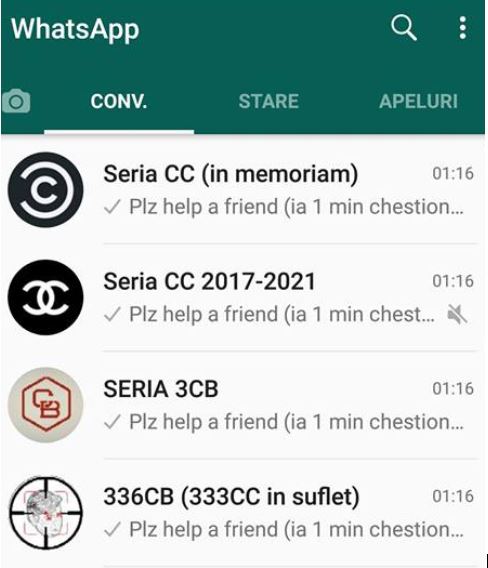 WhatsApp
CONV. STARE APELURI
Seria CC (in memoriam) 01:16
Plz help a friend (ia 1 min chestion...
Seria CC 2017-2021 01:16
Plz help a friend (ia 1 min chest...
CB
SERIA 3CB 01:16
Plz help a friend (ia 1 min chestion...
336CB (333CC in suflet) 01:16
Plz help a friend (ia 1 min chestion...